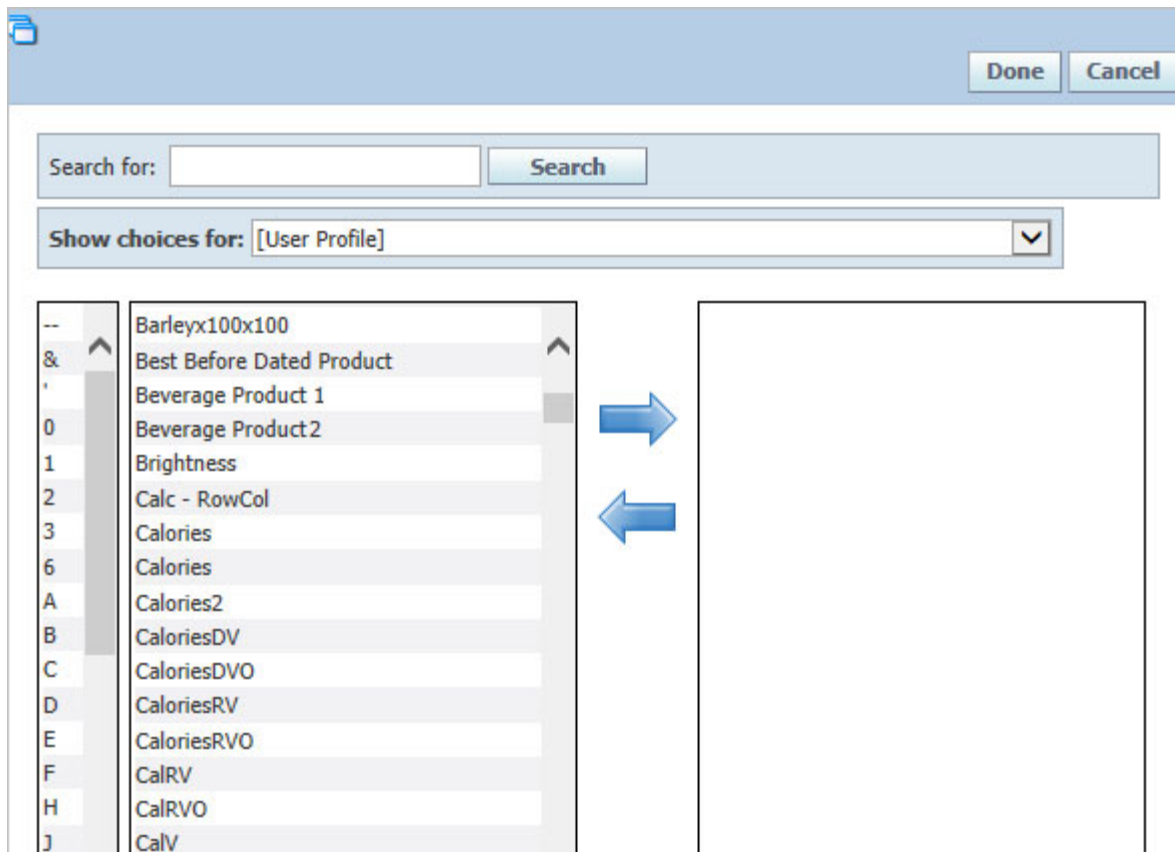 Done Cancel
Search for: Search
Show choices for: [User Profile]
-- Barleyx100x100
& Best Before Dated Product
' Beverage Product 1
0 Beverage Product2
1 Brightness
2 Calc - RowCol
3 Calories
6 Calories
A Calories2
B CaloriesDV
C CaloriesDVO
D CaloriesRV
E CaloriesRVO
F CalRV
H CalRVO
J CalV